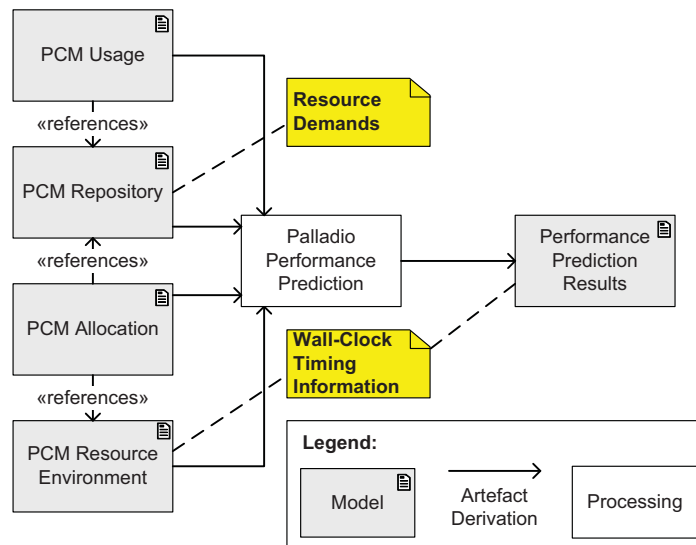 PCM Usage
«references»
PCM Repository
«references»
PCM Allocation
«references»
PCM Resource
Environment
Resource
Demands
Palladio
Performance
Prediction
Performance
Prediction
Results
Wall-Clock
Timing
Information
Legend:
Model
Artefact
Derivation
Processing